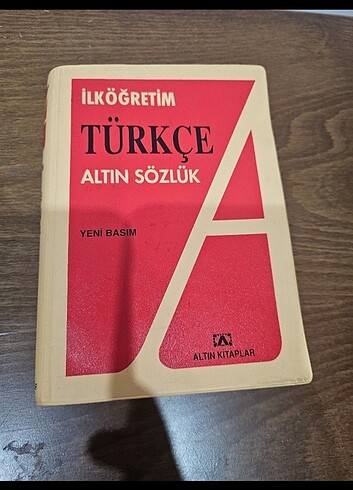 İLKÖĞRETİM
TÜRKÇE
ALTIN SÖZLÜK
YENİ BASIM
ALTIN KİTAPLAR